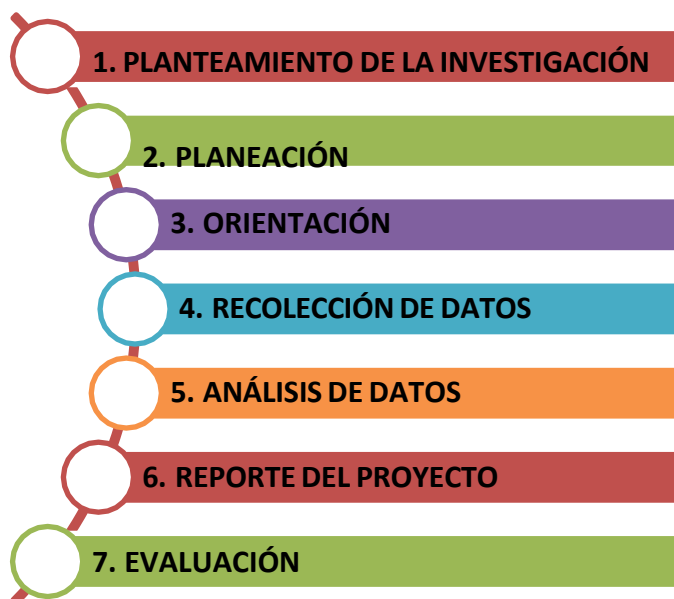 1. PLANTEAMIENTO DE LA INVESTIGACIÓN
2. PLANEACIÓN
3. ORIENTACIÓN
4. RECOLECCIÓN DE DATOS
5. ANÁLISIS DE DATOS
6. REPORTE DEL PROYECTO
7. EVALUACIÓN